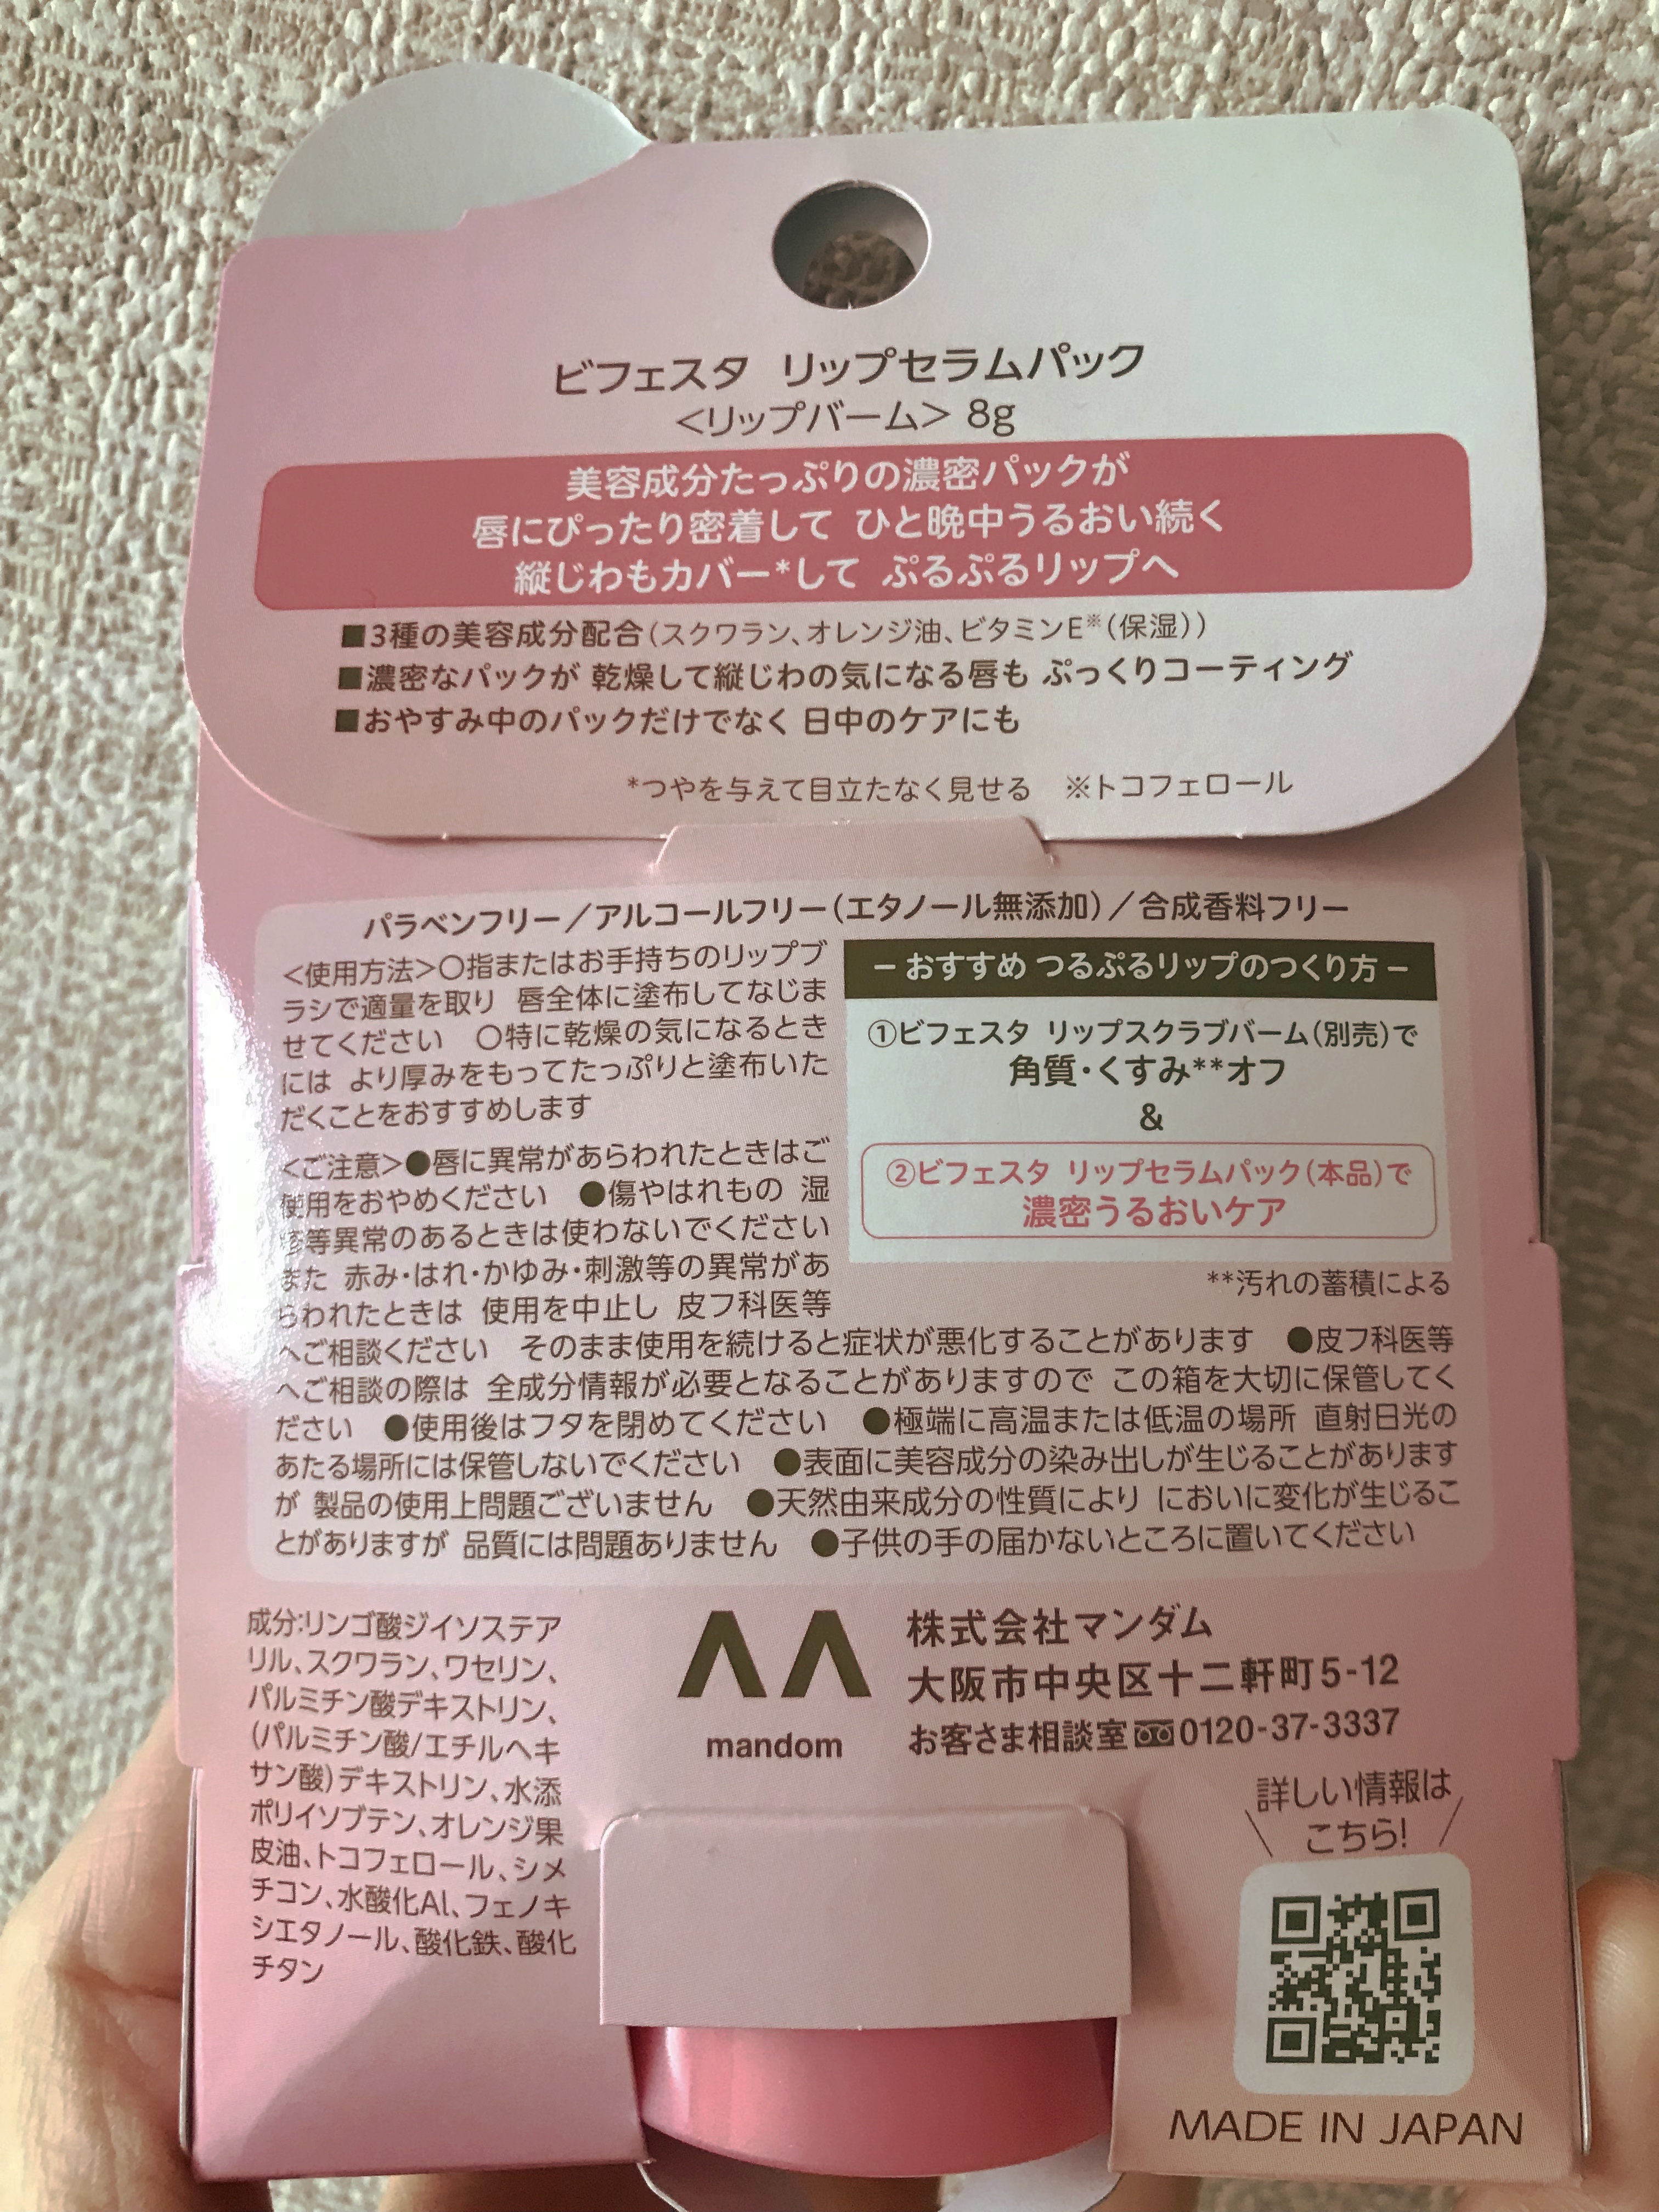 ビフェスタ リップセラムパック
<リップバーム> 8g
美容成分たっぷりの濃密パックが
唇にぴったり密着して ひと晩中うるおい続く
縦じわもカバー*して ぷるぷるリップへ
■3種の美容成分配合(スクワラン、オレンジ油、ビタミンE※(保湿))
■濃密なパックが 乾燥して縦じわの気になる唇も ぷっくりコーティング
■おやすみ中のパックだけでなく 日中のケアにも
*つやを与えて目立たなく見せる ※トコフェロール
パラベンフリー/アルコールフリー(エタノール無添加)/合成香料フリー
<使用方法>○指またはお手持ちのリップブ
ラシで適量を取り 唇全体に塗布してなじま
せてください ○特に乾燥の気になるとき
には より厚みをもってたっぷりと塗布いた
だくことをおすすめします
− おすすめ つるぷるリップのつくり方 −
①ビフェスタ リップスクラブバーム(別売)で
角質・くすみ**オフ
&
②ビフェスタ リップセラムパック(本品)で
濃密うるおいケア
**汚れの蓄積による
<ご注意>●唇に異常があらわれたときはご
使用をおやめください ●傷やはれもの 湿
疹等異常のあるときは使わないでください
また 赤み・はれ・かゆみ・刺激等の異常があ
らわれたときは 使用を中止し 皮フ科医等
へご相談ください そのまま使用を続けると症状が悪化することがあります ●皮フ科医等
へご相談の際は 全成分情報が必要となることがありますので この箱を大切に保管してく
ださい ●使用後はフタを閉めてください ●極端に高温または低温の場所 直射日光の
あたる場所には保管しないでください ●表面に美容成分の染み出しが生じることがあります
が 製品の使用上問題ございません ●天然由来成分の性質により においに変化が生じるこ
とがありますが 品質には問題ありません ●子供の手の届かないところに置いてください
成分:リンゴ酸ジイソステア
リル、スクワラン、ワセリン、
パルミチン酸デキストリン、
(パルミチン酸/エチルヘキ
サン酸)デキストリン、水添
ポリイソブテン、オレンジ果
皮油、トコフェロール、シメ
チコン、水酸化Al、フェノキ
シエタノール、酸化鉄、酸化
チタン
mandom
株式会社マンダム
大阪市中央区十二軒町5-12
お客さま相談室 0120-37-3337
詳しい情報は
こちら!
MADE IN JAPAN